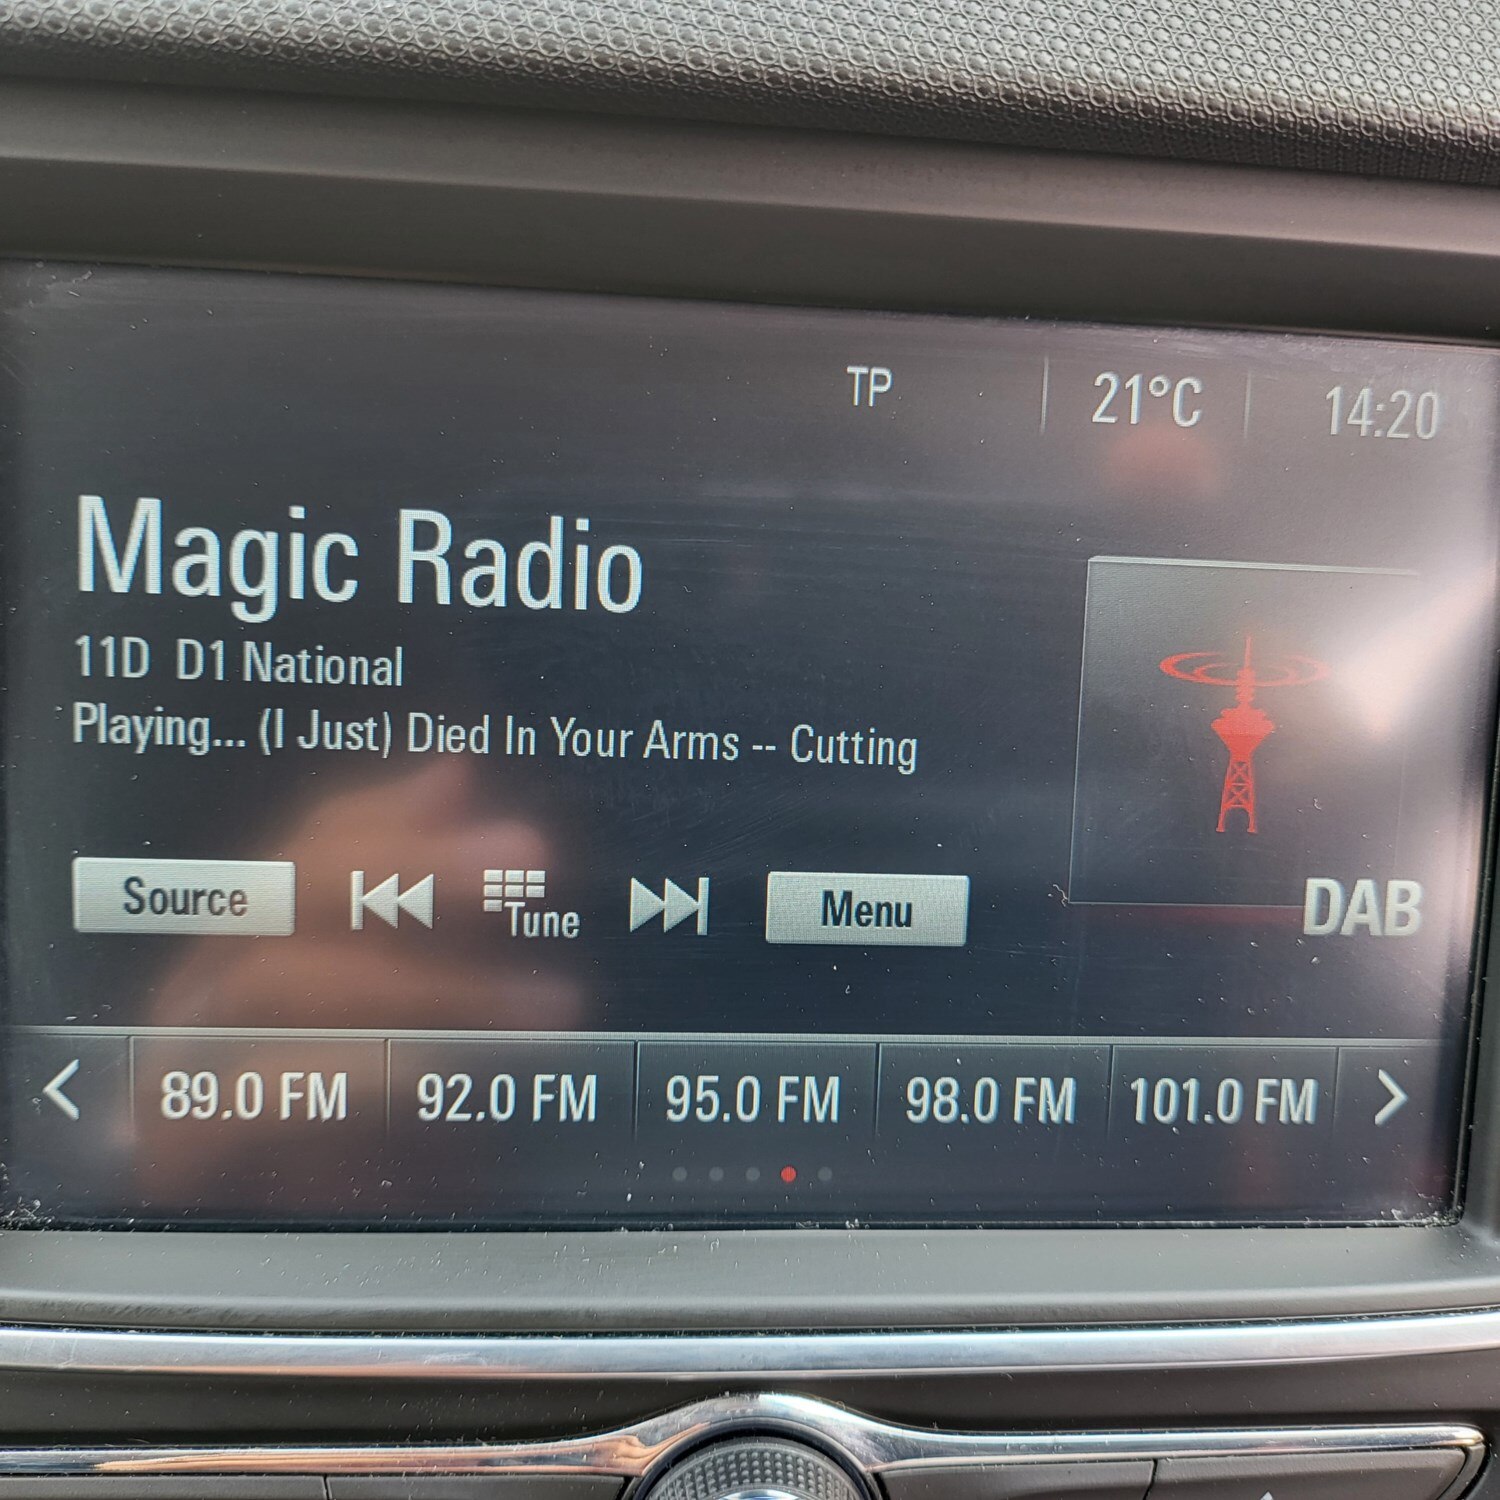 TP 21°C 14:20
Magic Radio
11D D1 National
Playing... (I Just) Died In Your Arms -- Cutting
DAB
Source Tune Menu
89.0 FM 92.0 FM 95.0 FM 98.0 FM 101.0 FM